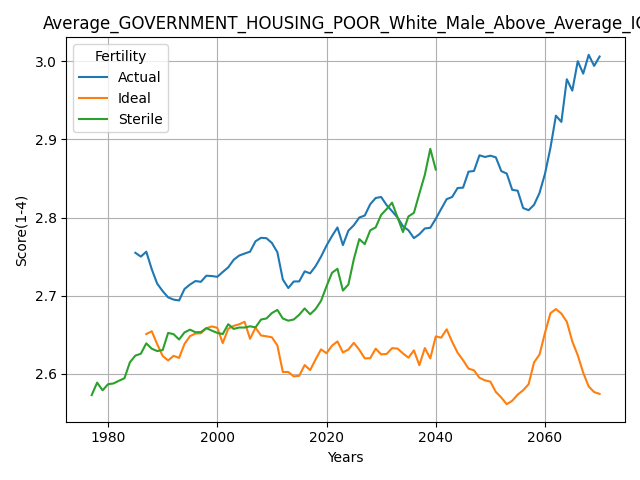 Average_GOVERNMENT_HOUSING_POOR_White_Male_Above_Average_IQ
Fertility
Actual
Ideal
Sterile
Score(1-4)
3.0
2.9
2.8
2.7
2.6
1980 2000 2020 2040 2060
Years